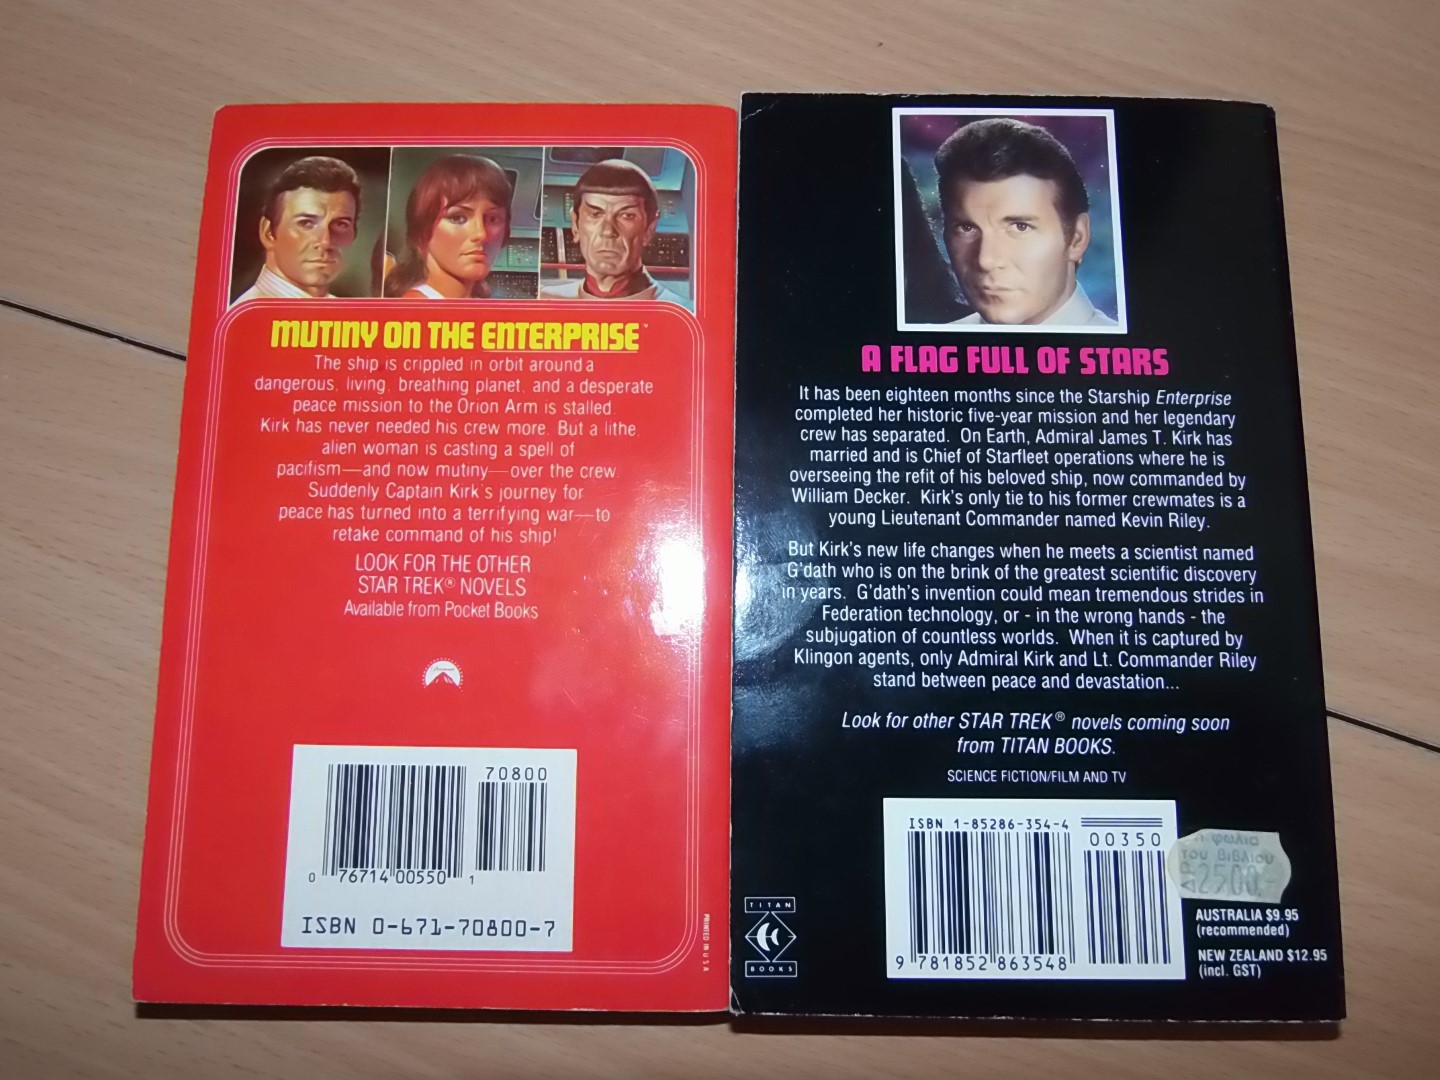 MUTINY ON THE ENTERPRISE™
The ship is crippled in orbit around a
dangerous, living, breathing planet, and a desperate
peace mission to the Orion Arm is stalled.
Kirk has never needed his crew more. But a lithe,
alien woman is casting a spell of
pacifism—and now mutiny—over the crew.
Suddenly Captain Kirk's journey for
peace has turned into a terrifying war—to
retake command of his ship!
LOOK FOR THE OTHER
STAR TREK® NOVELS
Available from Pocket Books
Paramount
70800
0 76714 00550 1
ISBN 0-671-70800-7
PRINTED IN U S A
A FLAG FULL OF STARS
It has been eighteen months since the Starship Enterprise
completed her historic five-year mission and her legendary
crew has separated. On Earth, Admiral James T. Kirk has
married and is Chief of Starfleet operations where he is
overseeing the refit of his beloved ship, now commanded by
William Decker. Kirk's only tie to his former crewmates is a
young Lieutenant Commander named Kevin Riley.
But Kirk's new life changes when he meets a scientist named
G'dath who is on the brink of the greatest scientific discovery
in years. G'dath's invention could mean tremendous strides in
Federation technology, or - in the wrong hands - the
subjugation of countless worlds. When it is captured by
Klingon agents, only Admiral Kirk and Lt. Commander Riley
stand between peace and devastation...
Look for other STAR TREK® novels coming soon
from TITAN BOOKS.
SCIENCE FICTION/FILM AND TV
ISBN 1-85286-354-4
00350
9 781852 863548
φωλια
του βιβλιου
2500.-
TITAN
BOOKS
AUSTRALIA $9.95
(recommended)
NEW ZEALAND $12.95
(incl. GST)